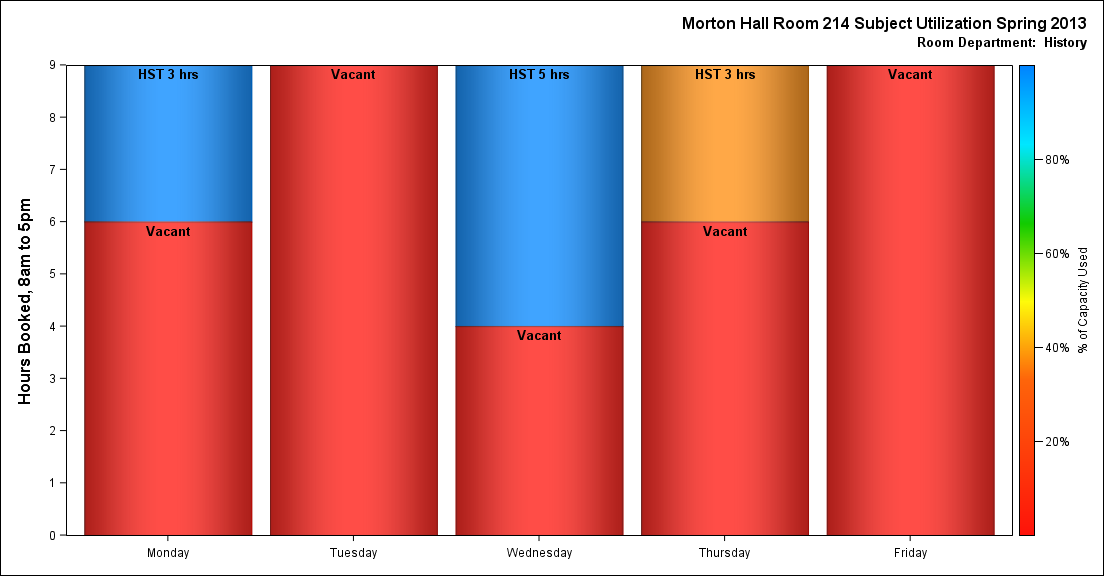 Morton Hall Room 214 Subject Utilization Spring 2013
Room Department:  History
Hours Booked, 8am to 5pm
9
8
7
6
5
4
3
2
1
0
HST 3 hrs
Vacant
Vacant
HST 5 hrs
Vacant
HST 3 hrs
Vacant
Vacant
Monday
Tuesday
Wednesday
Thursday
Friday
80%
60%
40%
20%
% of Capacity Used